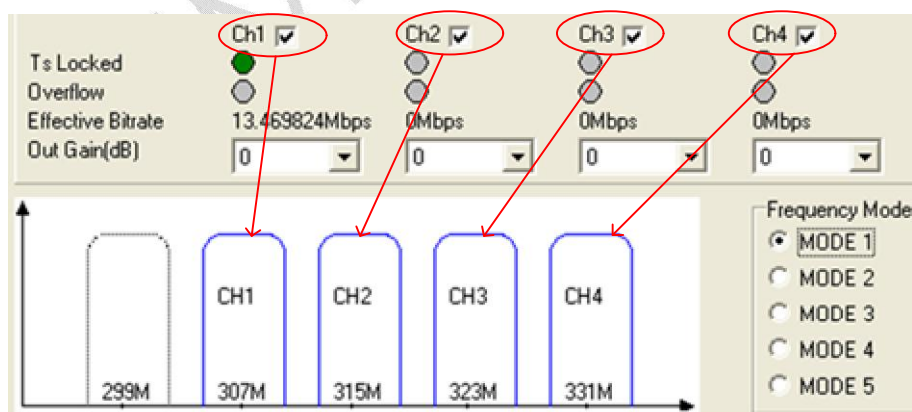 Ch1 Ch2 Ch3 Ch4
Ts Locked
Overflow
Effective Bitrate 13.469824Mbps 0Mbps 0Mbps 0Mbps
Out Gain(dB) 0 0 0 0
Frequency Mode
MODE 1
MODE 2
MODE 3
MODE 4
MODE 5
CH1 CH2 CH3 CH4
299M 307M 315M 323M 331M